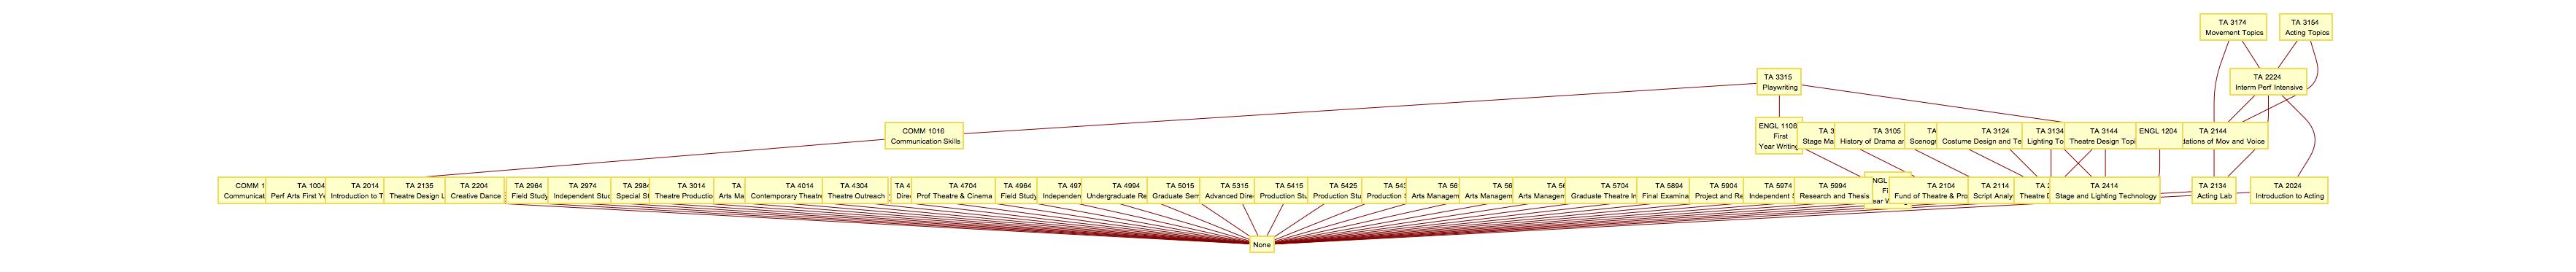 TA 3174
Movement Topics
TA 3154
Acting Topics
TA 3315
Playwriting
TA 2224
Interm Perf Intensive
COMM 1016
Communication Skills
ENGL 1106
First
Year Writing
TA 3
Stage Ma
TA 3105
History of Drama ar
TA
Scenog
TA 3124
Costume Design and Te
TA 3134
Lighting To
TA 3144
Theatre Design Topi
ENGL 1204
TA 2144
dations of Mov and Voice
COMM 1
Communicat
TA 1004
Perf Arts First Y
TA 2014
Introduction to T
TA 2135
Theatre Design L
TA 2204
Creative Dance
TA 2964
Field Study
TA 2974
Independent Stud
TA 298
Special St
TA 3014
Theatre Productio
TA
Arts Ma
TA 4014
Contemporary Theatr
TA 4304
Theatre Outreach
TA 4
Direc
TA 4704
Prof Theatre & Cinema
TA 4964
Field Study
TA 497
Independen
TA 4994
Undergraduate Re
TA 5015
Graduate Semi
TA 5315
Advanced Dire
TA 5415
Production Stu
TA 5425
Production Stu
TA 543
Production S
TA 56
Arts Managem
TA 56
Arts Managem
TA 56
Arts Managem
TA 5704
Graduate Theatre In
TA 5894
Final Examina
TA 5904
Project and Re
TA 5974
Independent S
TA 5994
Research and Thesis
ENGL
Fi
ear W
TA 2104
Fund of Theatre & Pro
TA 2114
Script Analy
TA 2
Theatre D
TA 2414
Stage and Lighting Technology
TA 2134
Acting Lab
TA 2024
Introduction to Acting
None